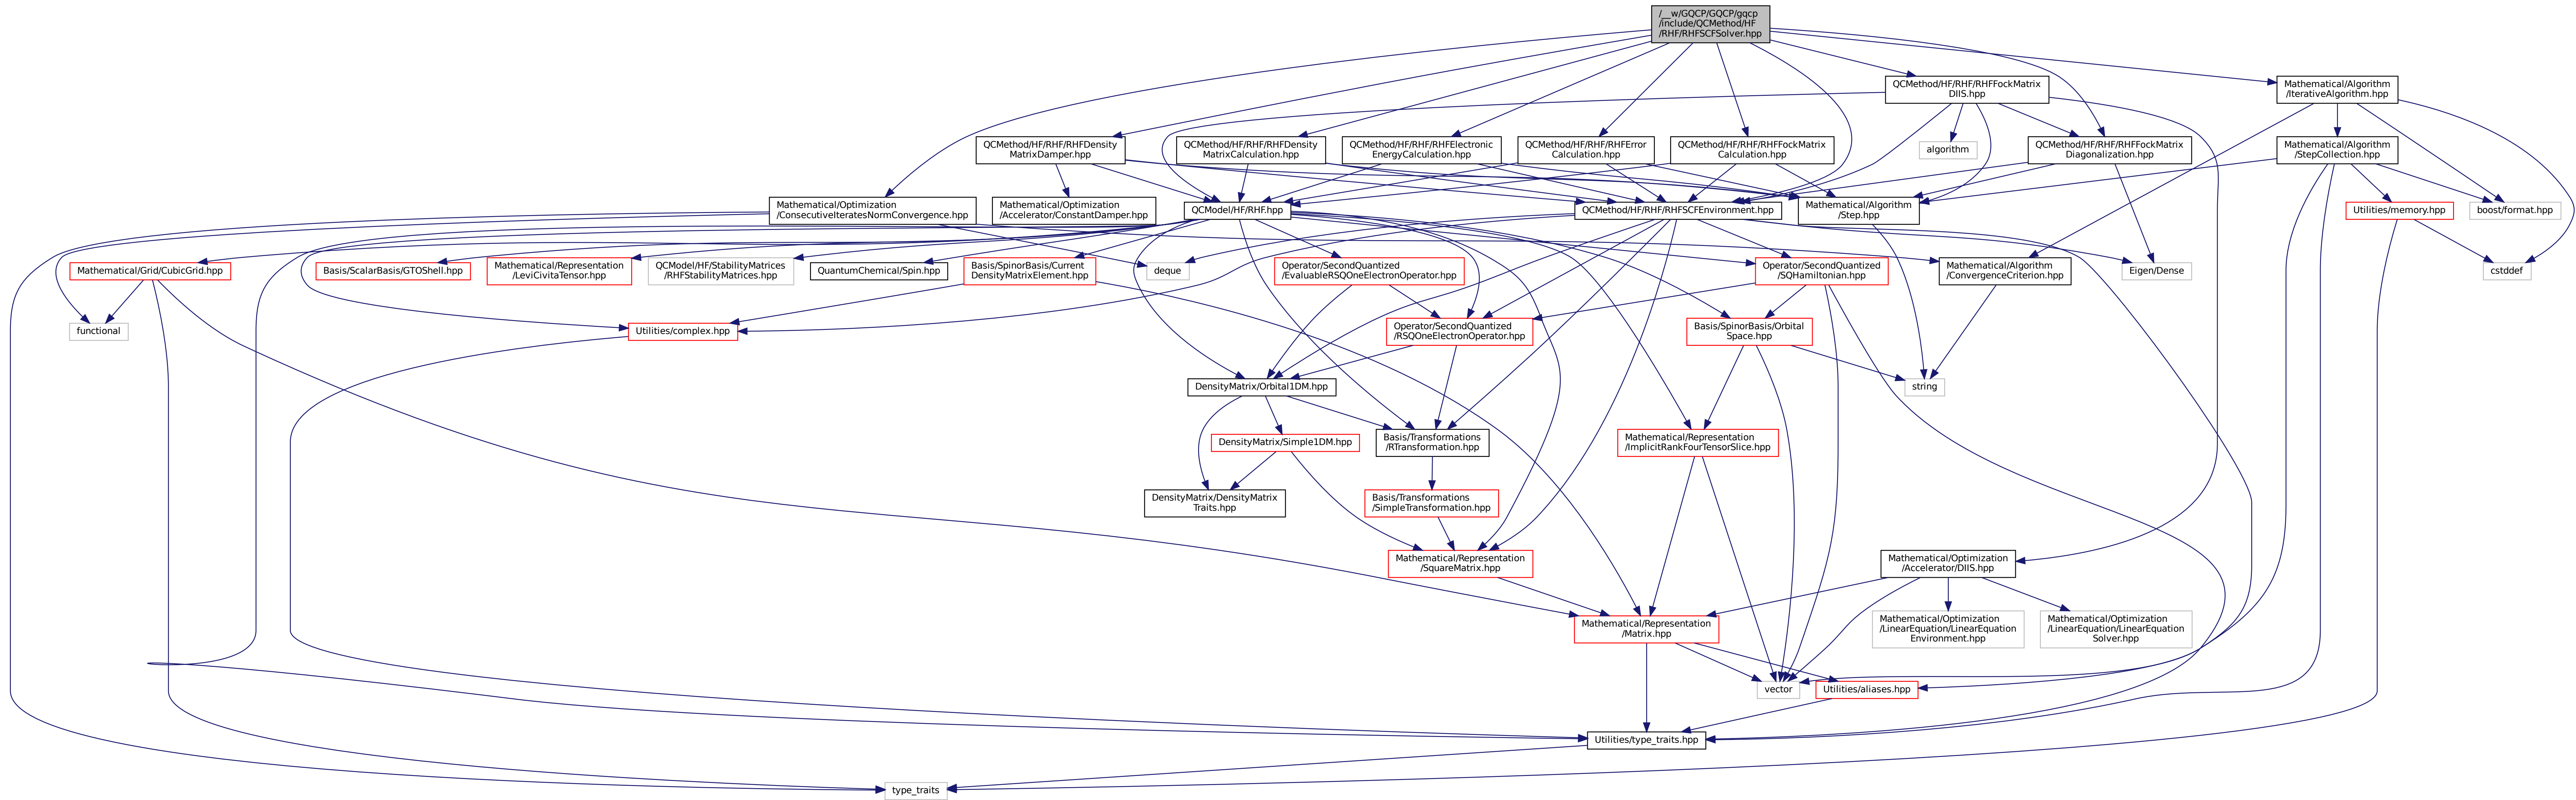 /__w/GQCP/GQCP/gqcp
/include/QCMethod/HF
/RHF/RHFSCFSolver.hpp
QCMethod/HF/RHF/RHFFockMatrix
DIIS.hpp
Mathematical/Algorithm
/IterativeAlgorithm.hpp
QCMethod/HF/RHF/RHFDensity
MatrixDamper.hpp
QCMethod/HF/RHF/RHFDensity
MatrixCalculation.hpp
QCMethod/HF/RHF/RHFElectronic
EnergyCalculation.hpp
QCMethod/HF/RHF/RHFError
Calculation.hpp
QCMethod/HF/RHF/RHFFockMatrix
Calculation.hpp
algorithm
QCMethod/HF/RHF/RHFFockMatrix
Diagonalization.hpp
Mathematical/Algorithm
/StepCollection.hpp
Mathematical/Optimization
/ConsecutiveIteratesNormConvergence.hpp
Mathematical/Optimization
/Accelerator/ConstantDamper.hpp
QCModel/HF/RHF.hpp
QCMethod/HF/RHF/RHFSCFEnvironment.hpp
Mathematical/Algorithm
/Step.hpp
Utilities/memory.hpp
boost/format.hpp
Mathematical/Grid/CubicGrid.hpp
Basis/ScalarBasis/GTOShell.hpp
Mathematical/Representation
/LeviCivitaTensor.hpp
QCModel/HF/StabilityMatrices
/RHFStabilityMatrices.hpp
QuantumChemical/Spin.hpp
Basis/SpinorBasis/Current
DensityMatrixElement.hpp
deque
Operator/SecondQuantized
/EvaluableRSQOneElectronOperator.hpp
Operator/SecondQuantized
/SQHamiltonian.hpp
Mathematical/Algorithm
/ConvergenceCriterion.hpp
Eigen/Dense
cstddef
functional
Utilities/complex.hpp
Operator/SecondQuantized
/RSQOneElectronOperator.hpp
Basis/SpinorBasis/Orbital
Space.hpp
DensityMatrix/Orbital1DM.hpp
string
DensityMatrix/Simple1DM.hpp
Basis/Transformations
/RTransformation.hpp
Mathematical/Representation
/ImplicitRankFourTensorSlice.hpp
DensityMatrix/DensityMatrix
Traits.hpp
Basis/Transformations
/SimpleTransformation.hpp
Mathematical/Representation
/SquareMatrix.hpp
Mathematical/Optimization
/Accelerator/DIIS.hpp
Mathematical/Representation
/Matrix.hpp
Mathematical/Optimization
/LinearEquation/LinearEquation
Environment.hpp
Mathematical/Optimization
/LinearEquation/LinearEquation
Solver.hpp
vector
Utilities/aliases.hpp
Utilities/type_traits.hpp
type_traits